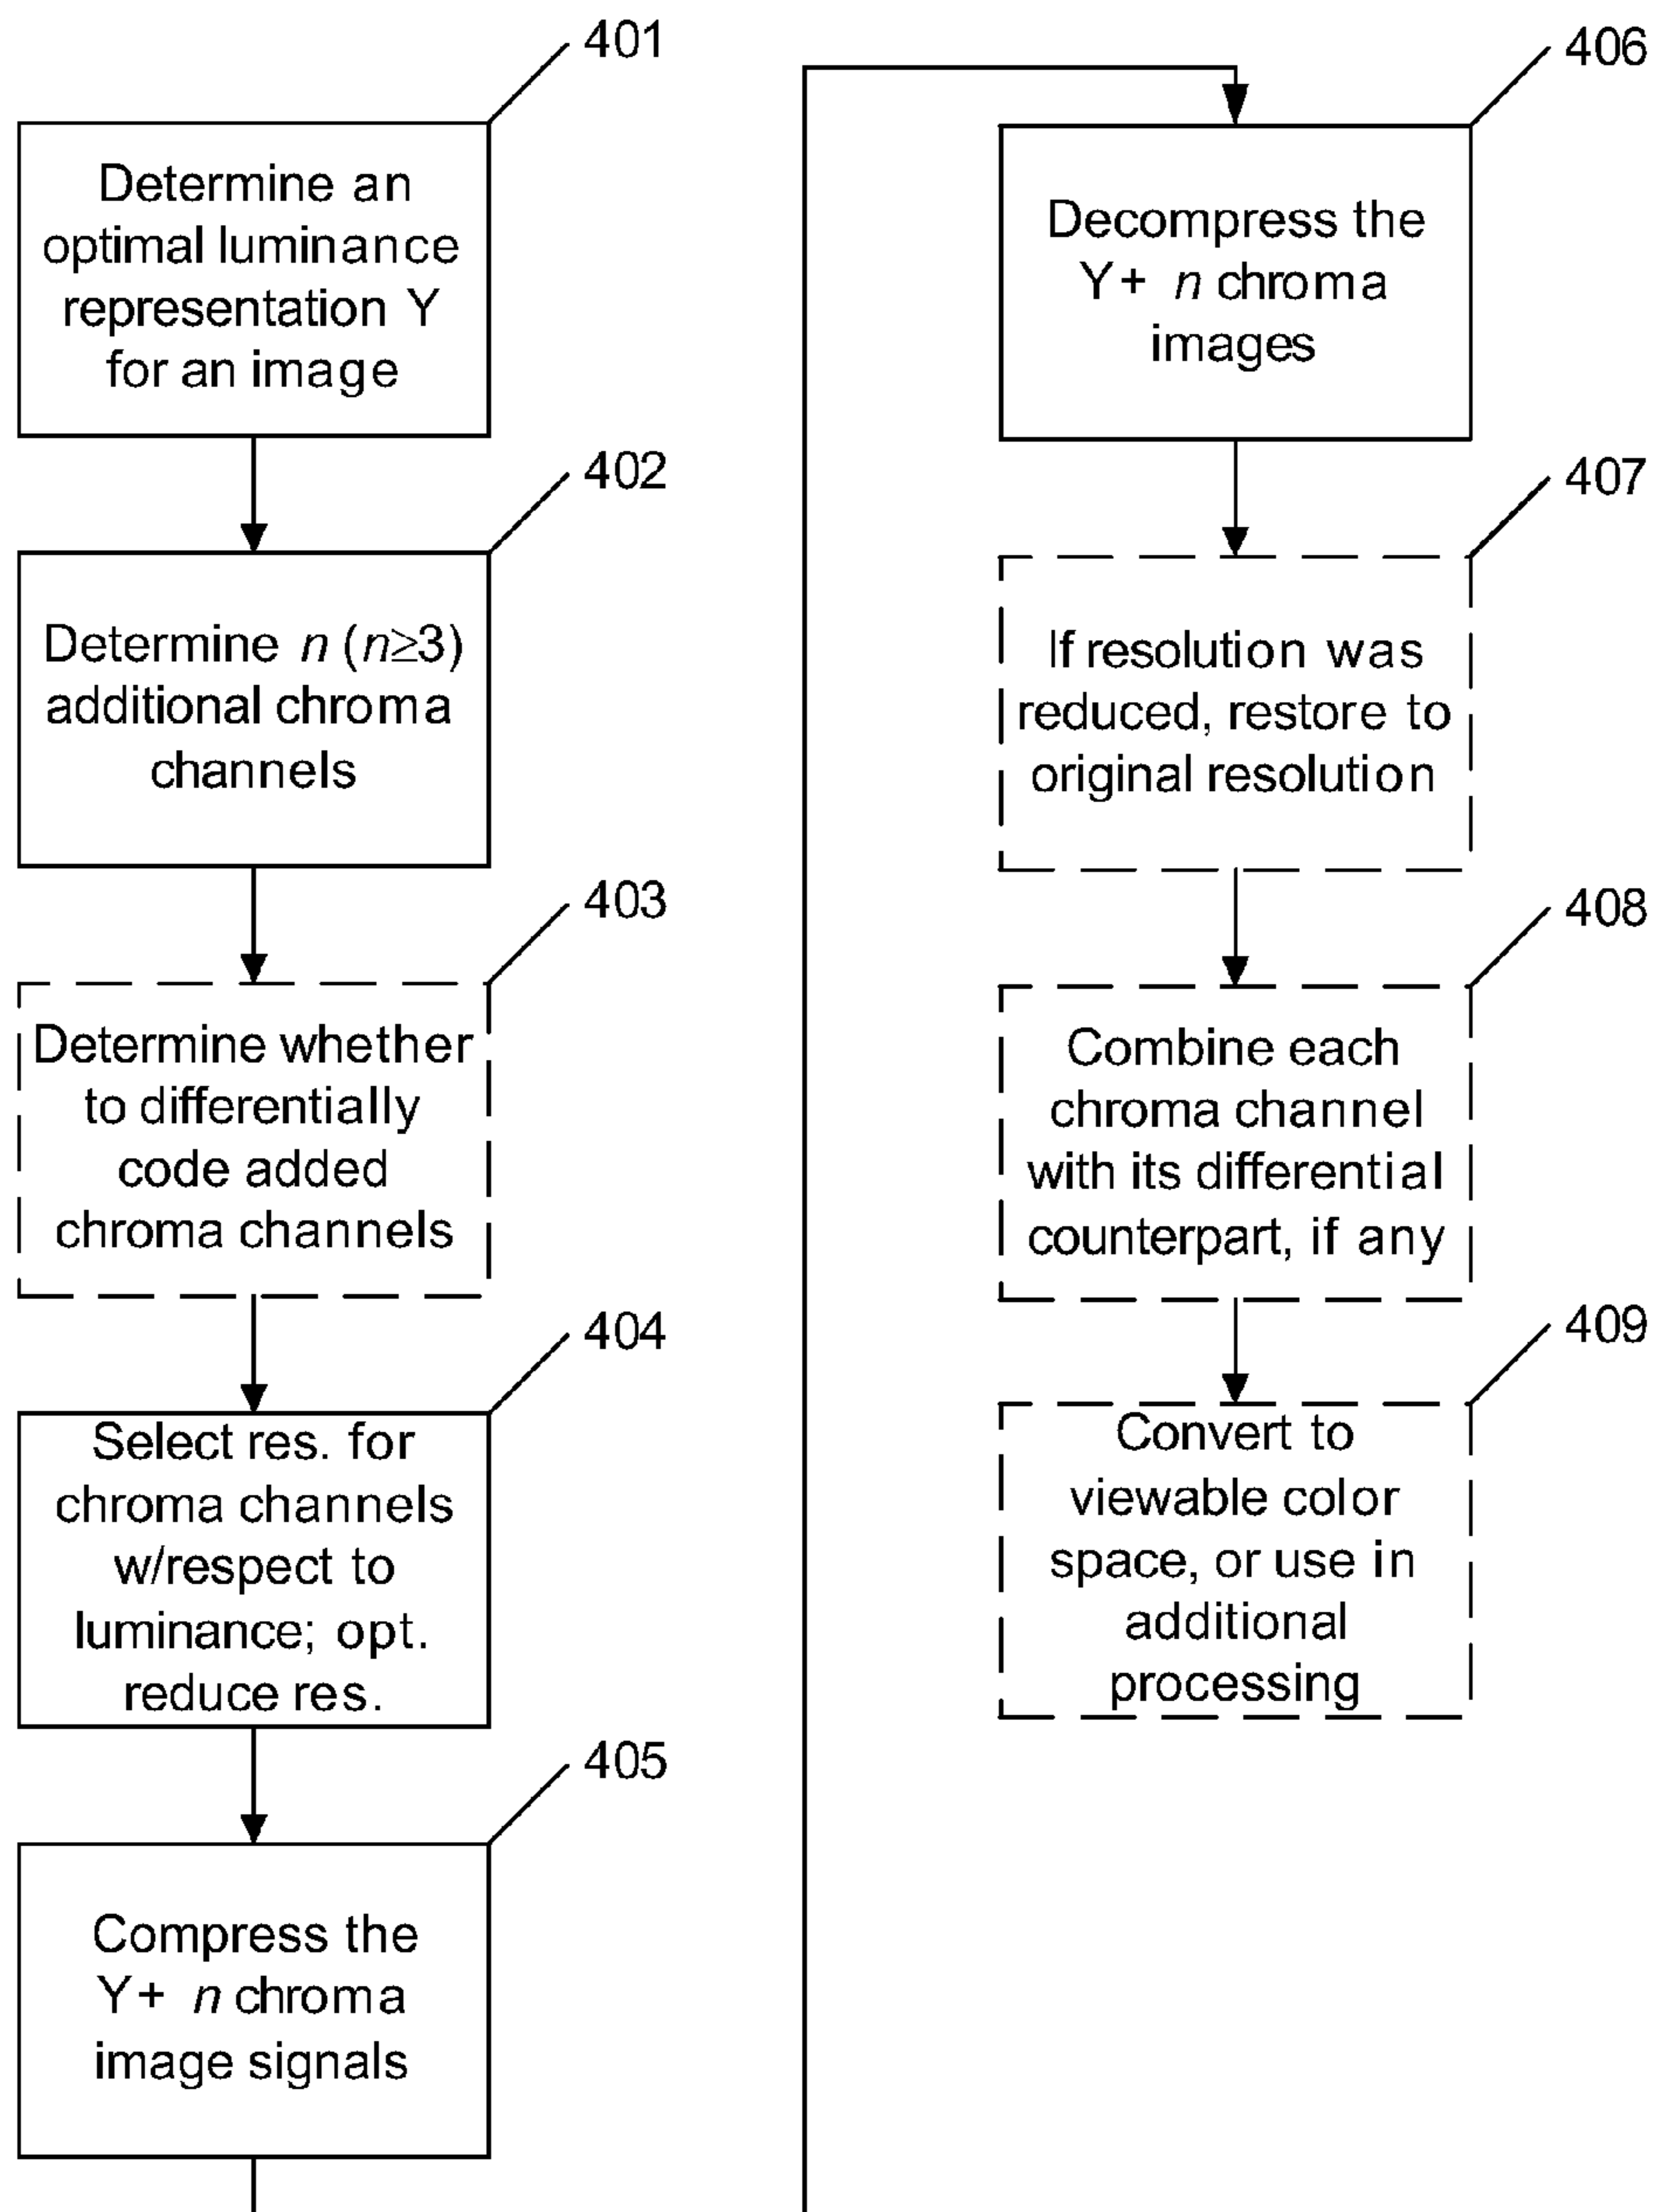 401
Determine an
optimal luminance
representation Y
for an image
402
Determine n (n≥3)
additional chroma
channels
403
Determine whether
to differentially
code added
chroma channels
404
Select res. for
chroma channels
w/respect to
luminance; opt.
reduce res.
405
Compress the
Y+ n chroma
image signals
406
Decompress the
Y+ n chroma
images
407
If resolution was
reduced, restore to
original resolution
408
Combine each
chroma channel
with its differential
counterpart, if any
409
Convert to
viewable color
space, or use in
additional
processing